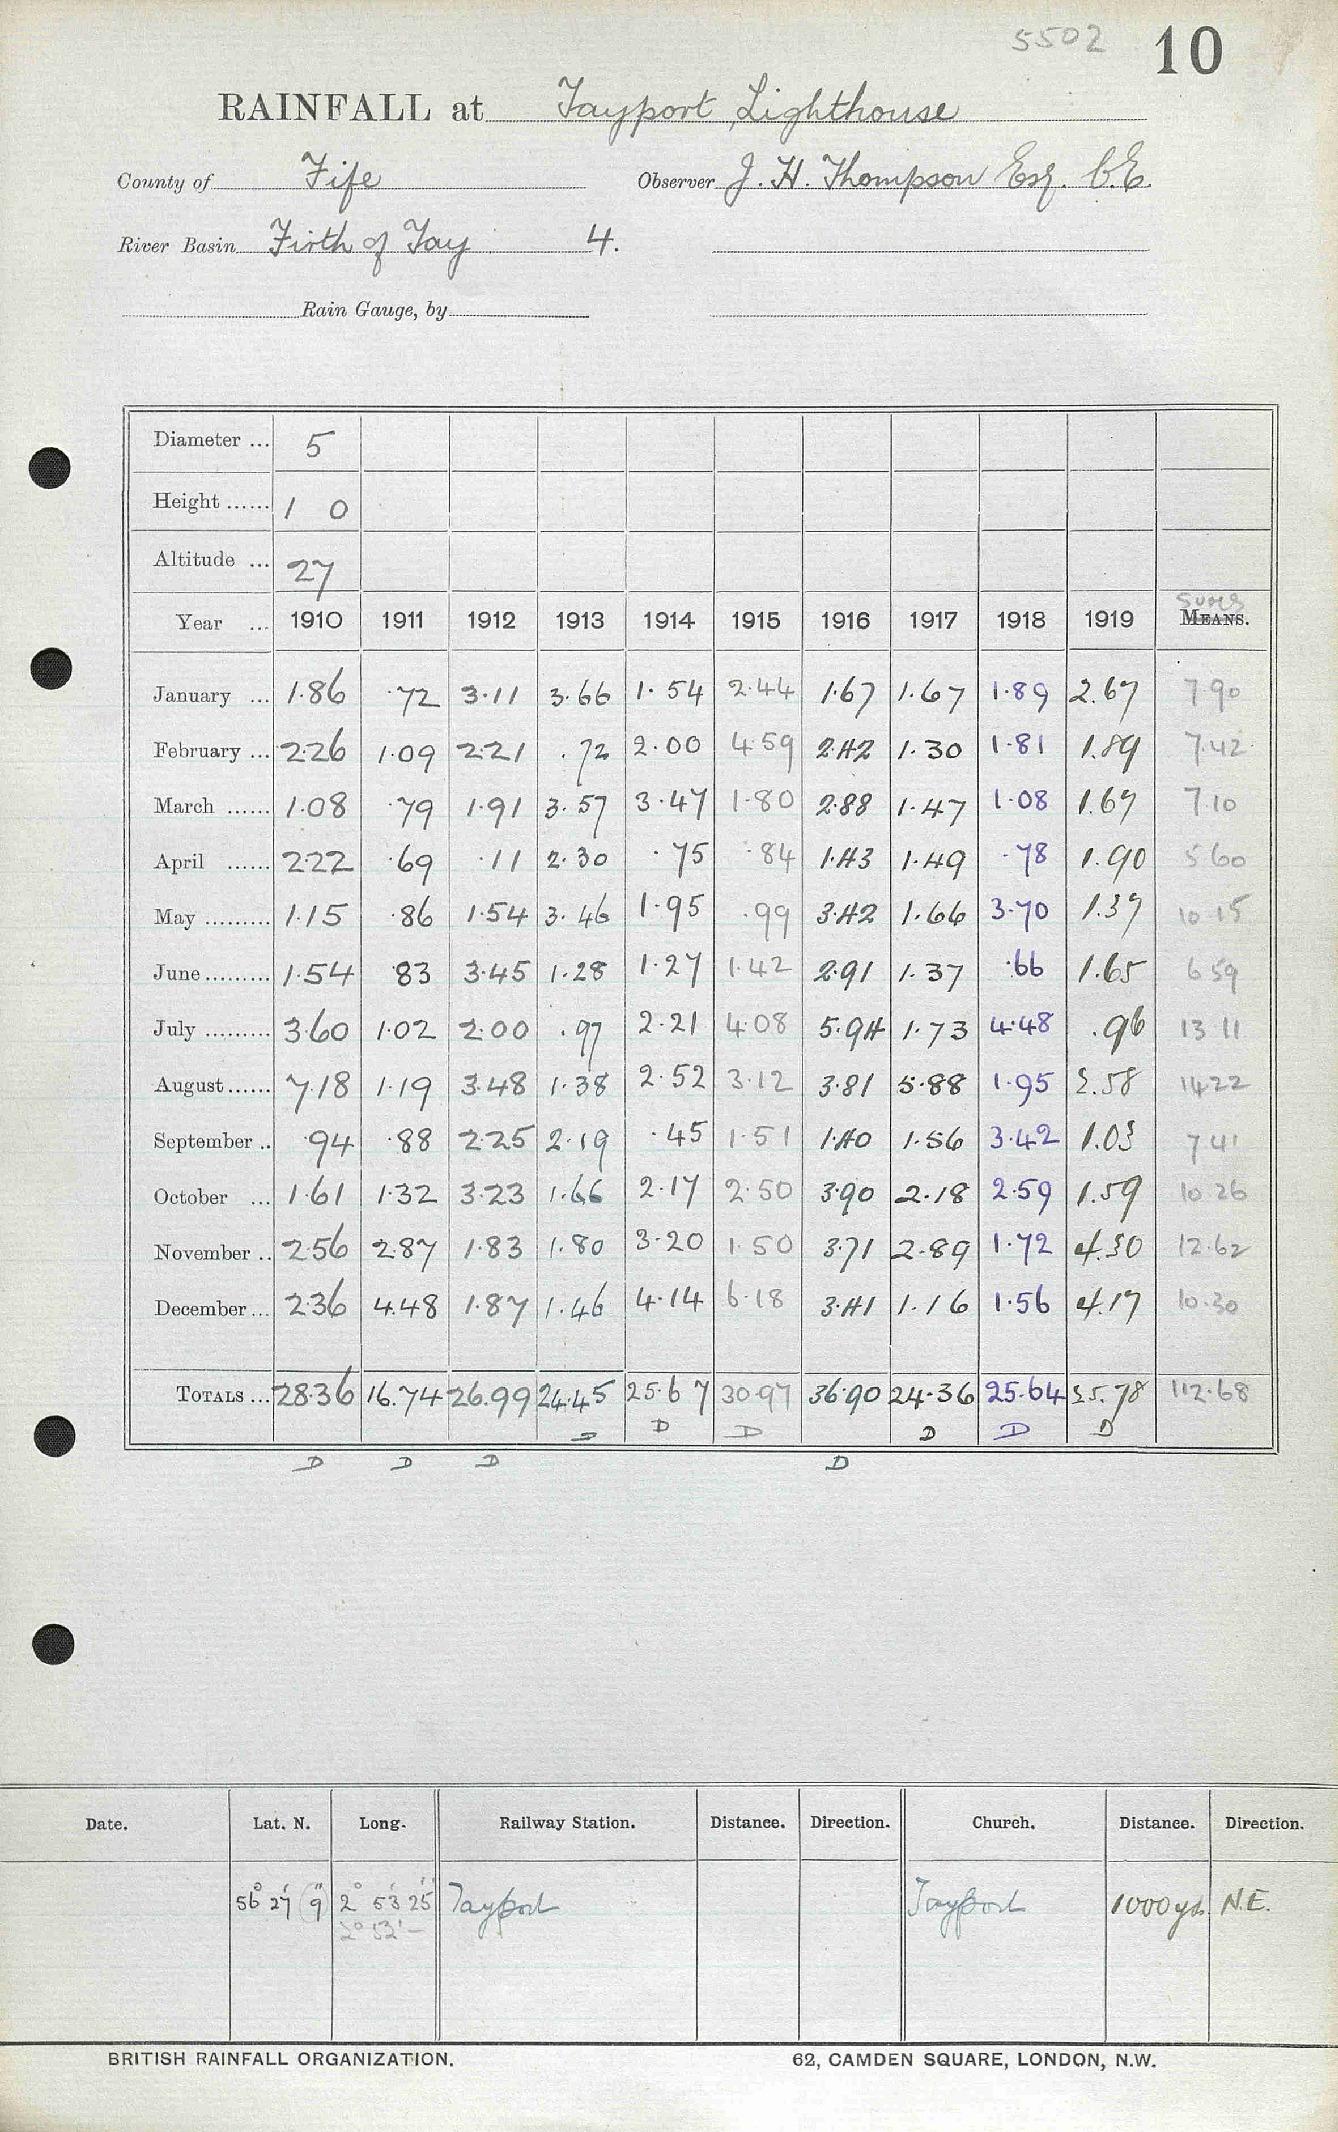 5502 10
RAINFALL at Tayport Lighthouse
County of Fife Observer J. H. Thompson Esq. C.E.
River Basin Firth of Tay 4.
Rain Gauge, by
Diameter ... 5
Height ...... 1 0
Altitude ... 27
sums
Year ... 1910 1911 1912 1913 1914 1915 1916 1917 1918 1919 MEANS.
January ... 1.86 .72 3.11 3.66 1.54 2.44 1.67 1.67 1.89 2.67 7.90
February ... 2.26 1.09 2.21 .72 2.00 4.59 2.42 1.30 1.81 1.89 7.42
March ...... 1.08 .79 1.91 3.57 3.47 1.80 2.88 1.47 1.08 1.67 7.10
April ...... 2.22 .69 .11 2.30 .75 .84 1.43 1.49 .78 1.90 5.60
May ......... 1.15 .86 1.54 3.46 1.95 .99 3.42 1.66 3.70 1.37 10.15
June ......... 1.54 .83 3.45 1.28 1.27 1.42 2.91 1.37 .66 1.65 6.59
July ......... 3.60 1.02 2.00 .97 2.21 4.08 5.94 1.73 4.48 .96 13.11
August ...... 7.18 1.19 3.48 1.38 2.52 3.12 3.81 5.88 1.95 2.58 14.22
September .. .94 .88 2.25 2.19 .45 1.51 1.40 1.56 3.42 1.03 7.41
October ... 1.61 1.32 3.23 1.66 2.17 2.50 3.90 2.18 2.59 1.59 10.26
November .. 2.56 2.87 1.83 1.80 3.20 1.50 3.71 2.89 1.72 4.30 12.62
December ... 2.36 4.48 1.87 1.46 4.14 6.18 3.41 1.16 1.56 4.17 10.30
TOTALS ... 28.36 16.74 26.99 24.45 25.67 30.97 36.90 24.36 25.64 25.78 112.68
D D D D D D
D D D D
Date. Lat. N. Long. Railway Station. Distance. Direction. Church. Distance. Direction.
56° 27' (9" 2° 53' 25" Tayport Tayport 1000 yds N.E.
2° 53' –
BRITISH RAINFALL ORGANIZATION. 62, CAMDEN SQUARE, LONDON, N.W.